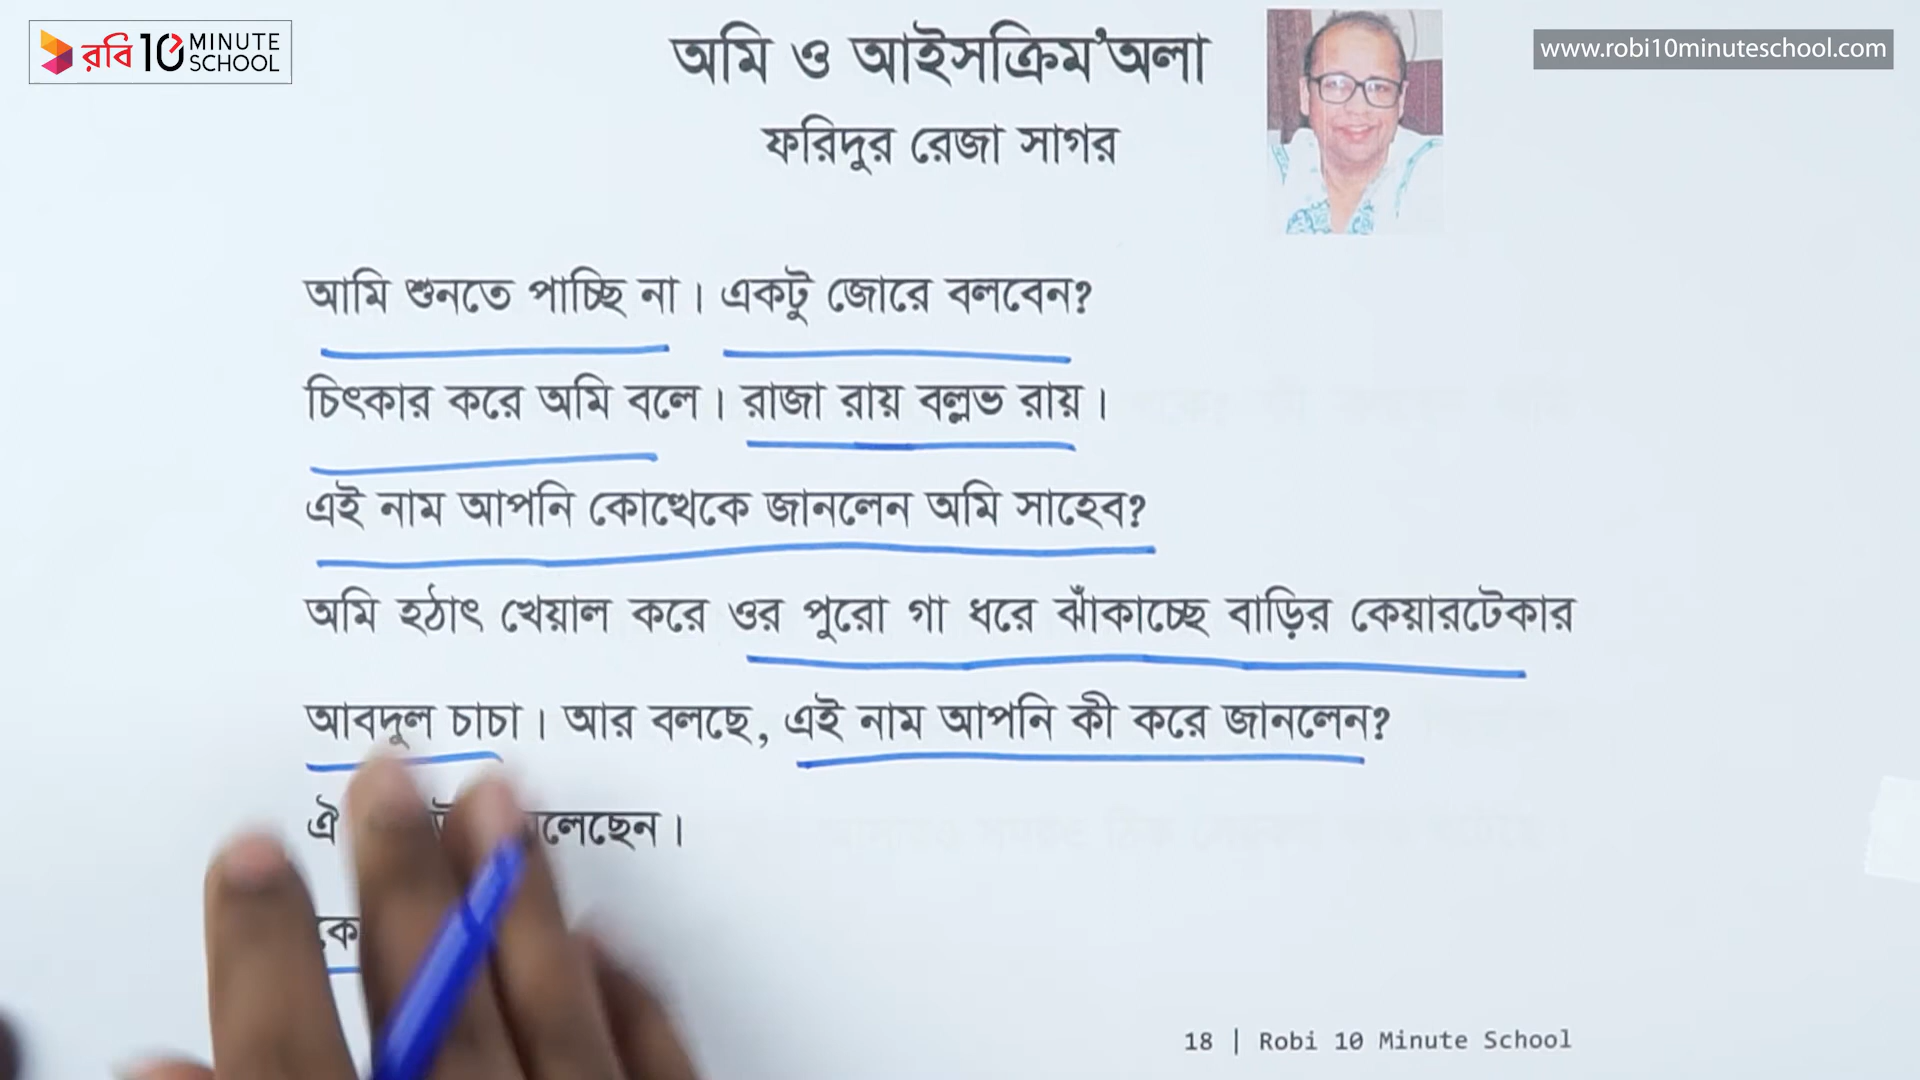 রবি 10 MINUTE SCHOOL
www.robi10minuteschool.com
অমি ও আইসক্রিম'অলা
ফরিদুর রেজা সাগর
আমি শুনতে পাচ্ছি না। একটু জোরে বলবেন?
চিৎকার করে অমি বলে। রাজা রায় বল্লভ রায়।
এই নাম আপনি কোত্থেকে জানলেন অমি সাহেব?
অমি হঠাৎ খেয়াল করে ওর পুরো গা ধরে ঝাঁকাচ্ছে বাড়ির কেয়ারটেকার
আবদুল চাচা। আর বলছে, এই নাম আপনি কী করে জানলেন?
ঐ
18 | Robi 10 Minute School